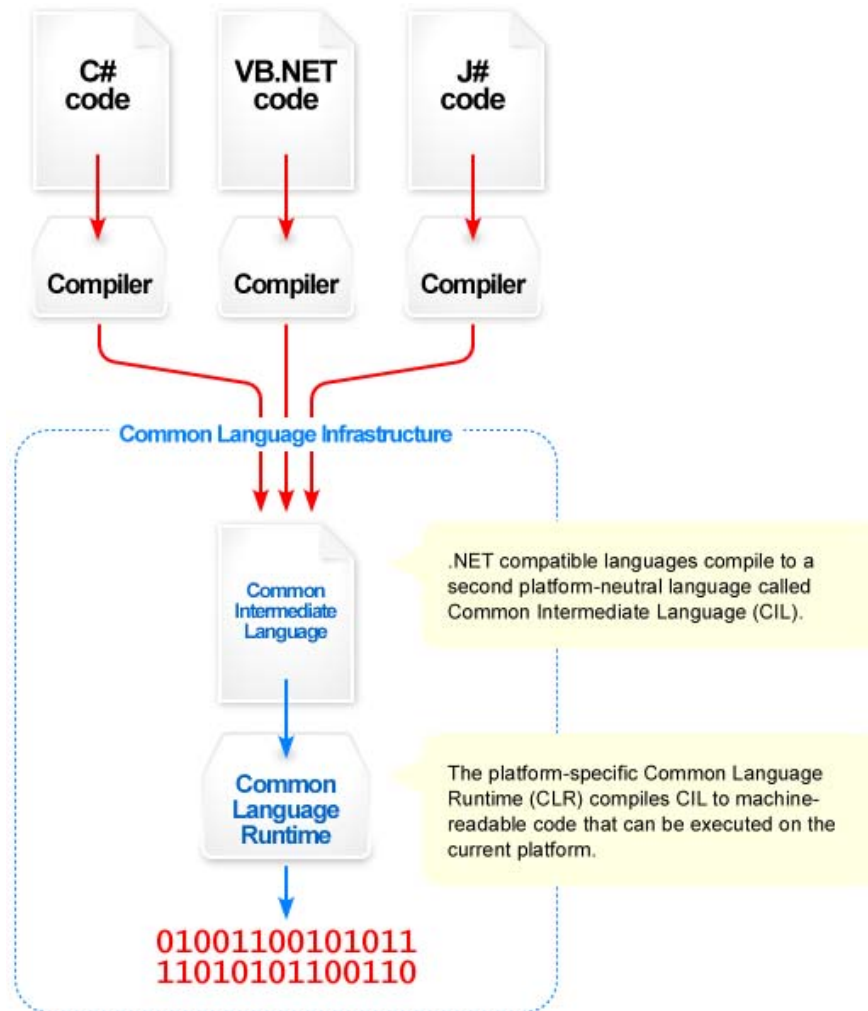 C#
code
VB.NET
code
J#
code
Compiler
Compiler
Compiler
Common Language Infrastructure
Common
Intermediate
Language
.NET compatible languages compile to a
second platform-neutral language called
Common Intermediate Language (CIL).
Common
Language
Runtime
The platform-specific Common Language
Runtime (CLR) compiles CIL to machine-
readable code that can be executed on the
current platform.
01001100101011
11010101100110